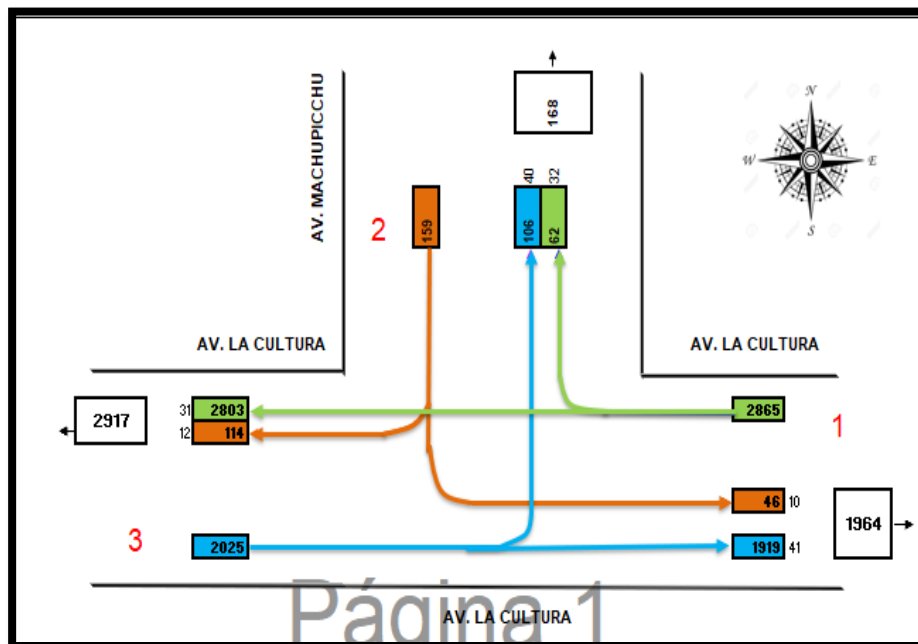 N
W
E
S
AV. MACHUPICCHU
168
40
32
2
159
106
62
AV. LA CULTURA
AV. LA CULTURA
2917
31
2803
2865
1
12
114
46
10
1964
3
2025
1919
41
Página 1
AV. LA CULTURA